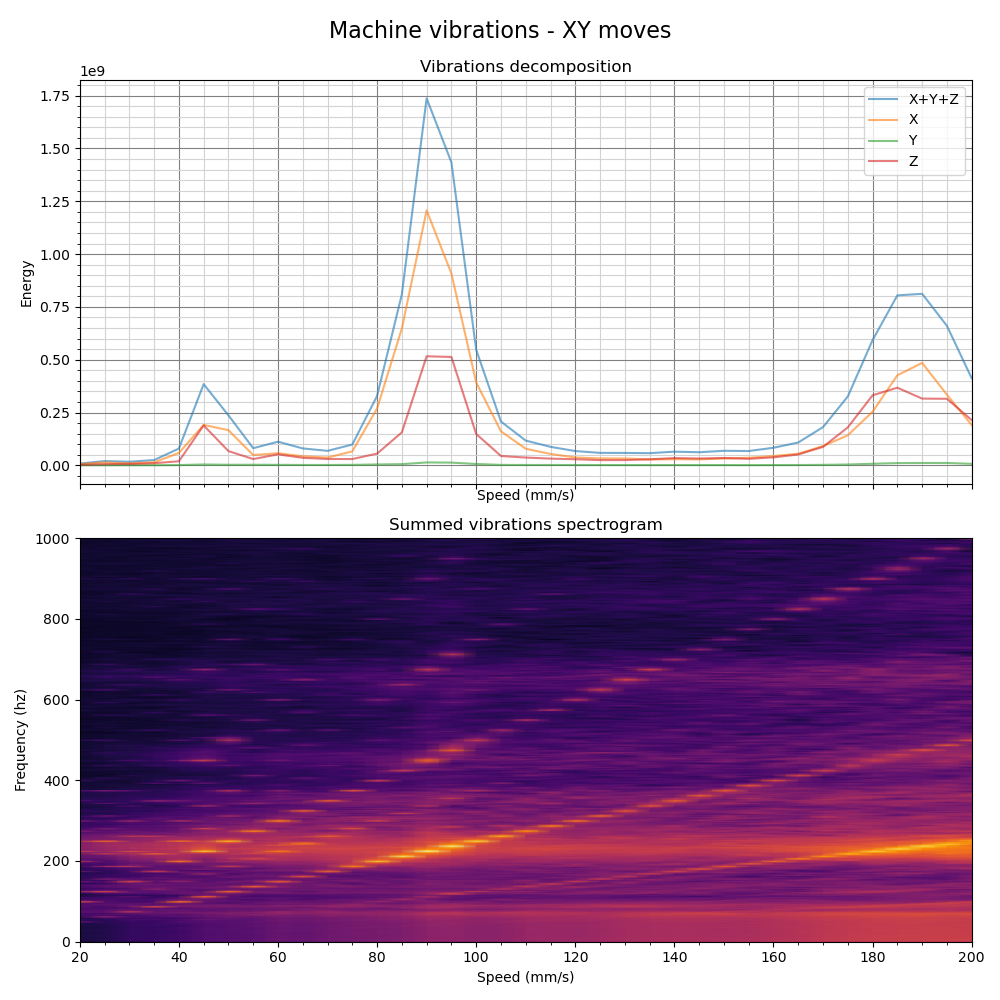 Machine vibrations - XY moves
Vibrations decomposition
1e9
1.75
1.50
1.25
1.00
0.75
0.50
0.25
0.00
Energy
X+Y+Z
X
Y
Z
Speed (mm/s)
Summed vibrations spectrogram
1000
800
600
400
200
0
Frequency (hz)
20 40 60 80 100 120 140 160 180 200
Speed (mm/s)